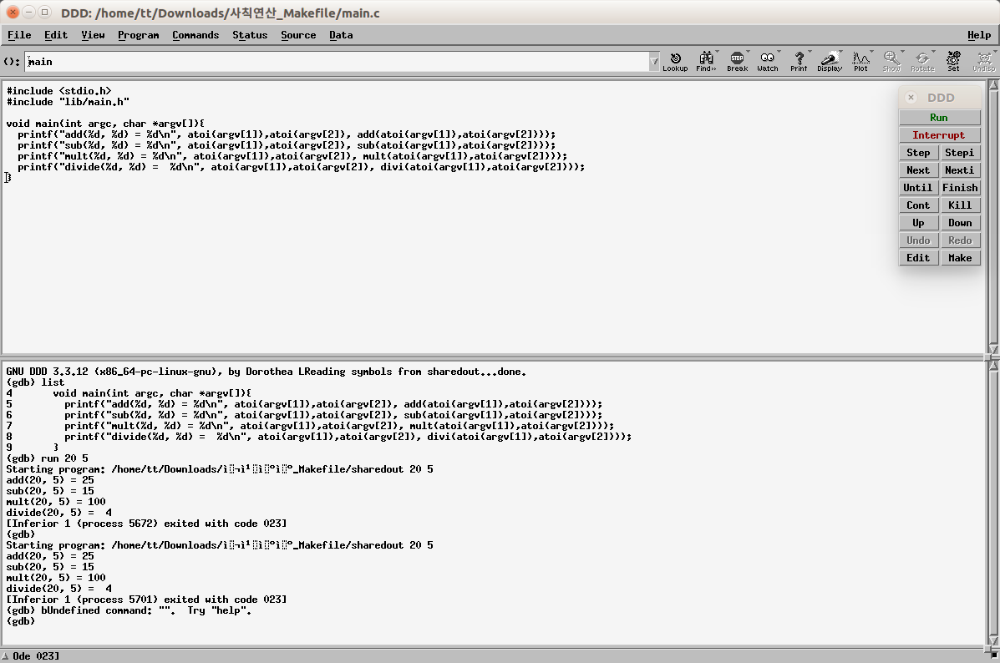 DDD: /home/tt/Downloads/사칙연산_Makefile/main.c
File Edit View Program Commands Status Source Data Help
(): main
Lookup Find>> Break Watch Print Display Plot Show Rotate Set Undisp
#include <stdio.h>
#include "lib/main.h"
void main(int argc, char *argv[]){
printf("add(%d, %d) = %d\n", atoi(argv[1]),atoi(argv[2]), add(atoi(argv[1]),atoi(argv[2])));
printf("sub(%d, %d) = %d\n", atoi(argv[1]),atoi(argv[2]), sub(atoi(argv[1]),atoi(argv[2])));
printf("mult(%d, %d) = %d\n", atoi(argv[1]),atoi(argv[2]), mult(atoi(argv[1]),atoi(argv[2])));
printf("divide(%d, %d) =  %d\n", atoi(argv[1]),atoi(argv[2]), divi(atoi(argv[1]),atoi(argv[2])));
}
DDD
Run
Interrupt
Step Stepi
Next Nexti
Until Finish
Cont Kill
Up Down
Undo Redo
Edit Make
GNU DDD 3.3.12 (x86_64-pc-linux-gnu), by Dorothea LReading symbols from sharedout...done.
(gdb) list
4 void main(int argc, char *argv[]){
5 printf("add(%d, %d) = %d\n", atoi(argv[1]),atoi(argv[2]), add(atoi(argv[1]),atoi(argv[2])));
6 printf("sub(%d, %d) = %d\n", atoi(argv[1]),atoi(argv[2]), sub(atoi(argv[1]),atoi(argv[2])));
7 printf("mult(%d, %d) = %d\n", atoi(argv[1]),atoi(argv[2]), mult(atoi(argv[1]),atoi(argv[2])));
8 printf("divide(%d, %d) =  %d\n", atoi(argv[1]),atoi(argv[2]), divi(atoi(argv[1]),atoi(argv[2])));
9 }
(gdb) run 20 5
Starting program: /home/tt/Downloads/_Makefile/sharedout 20 5
add(20, 5) = 25
sub(20, 5) = 15
mult(20, 5) = 100
divide(20, 5) =  4
[Inferior 1 (process 5672) exited with code 023]
(gdb)
Starting program: /home/tt/Downloads/_Makefile/sharedout 20 5
add(20, 5) = 25
sub(20, 5) = 15
mult(20, 5) = 100
divide(20, 5) =  4
[Inferior 1 (process 5701) exited with code 023]
(gdb) bUndefined command: "".  Try "help".
(gdb)
Ode 023]